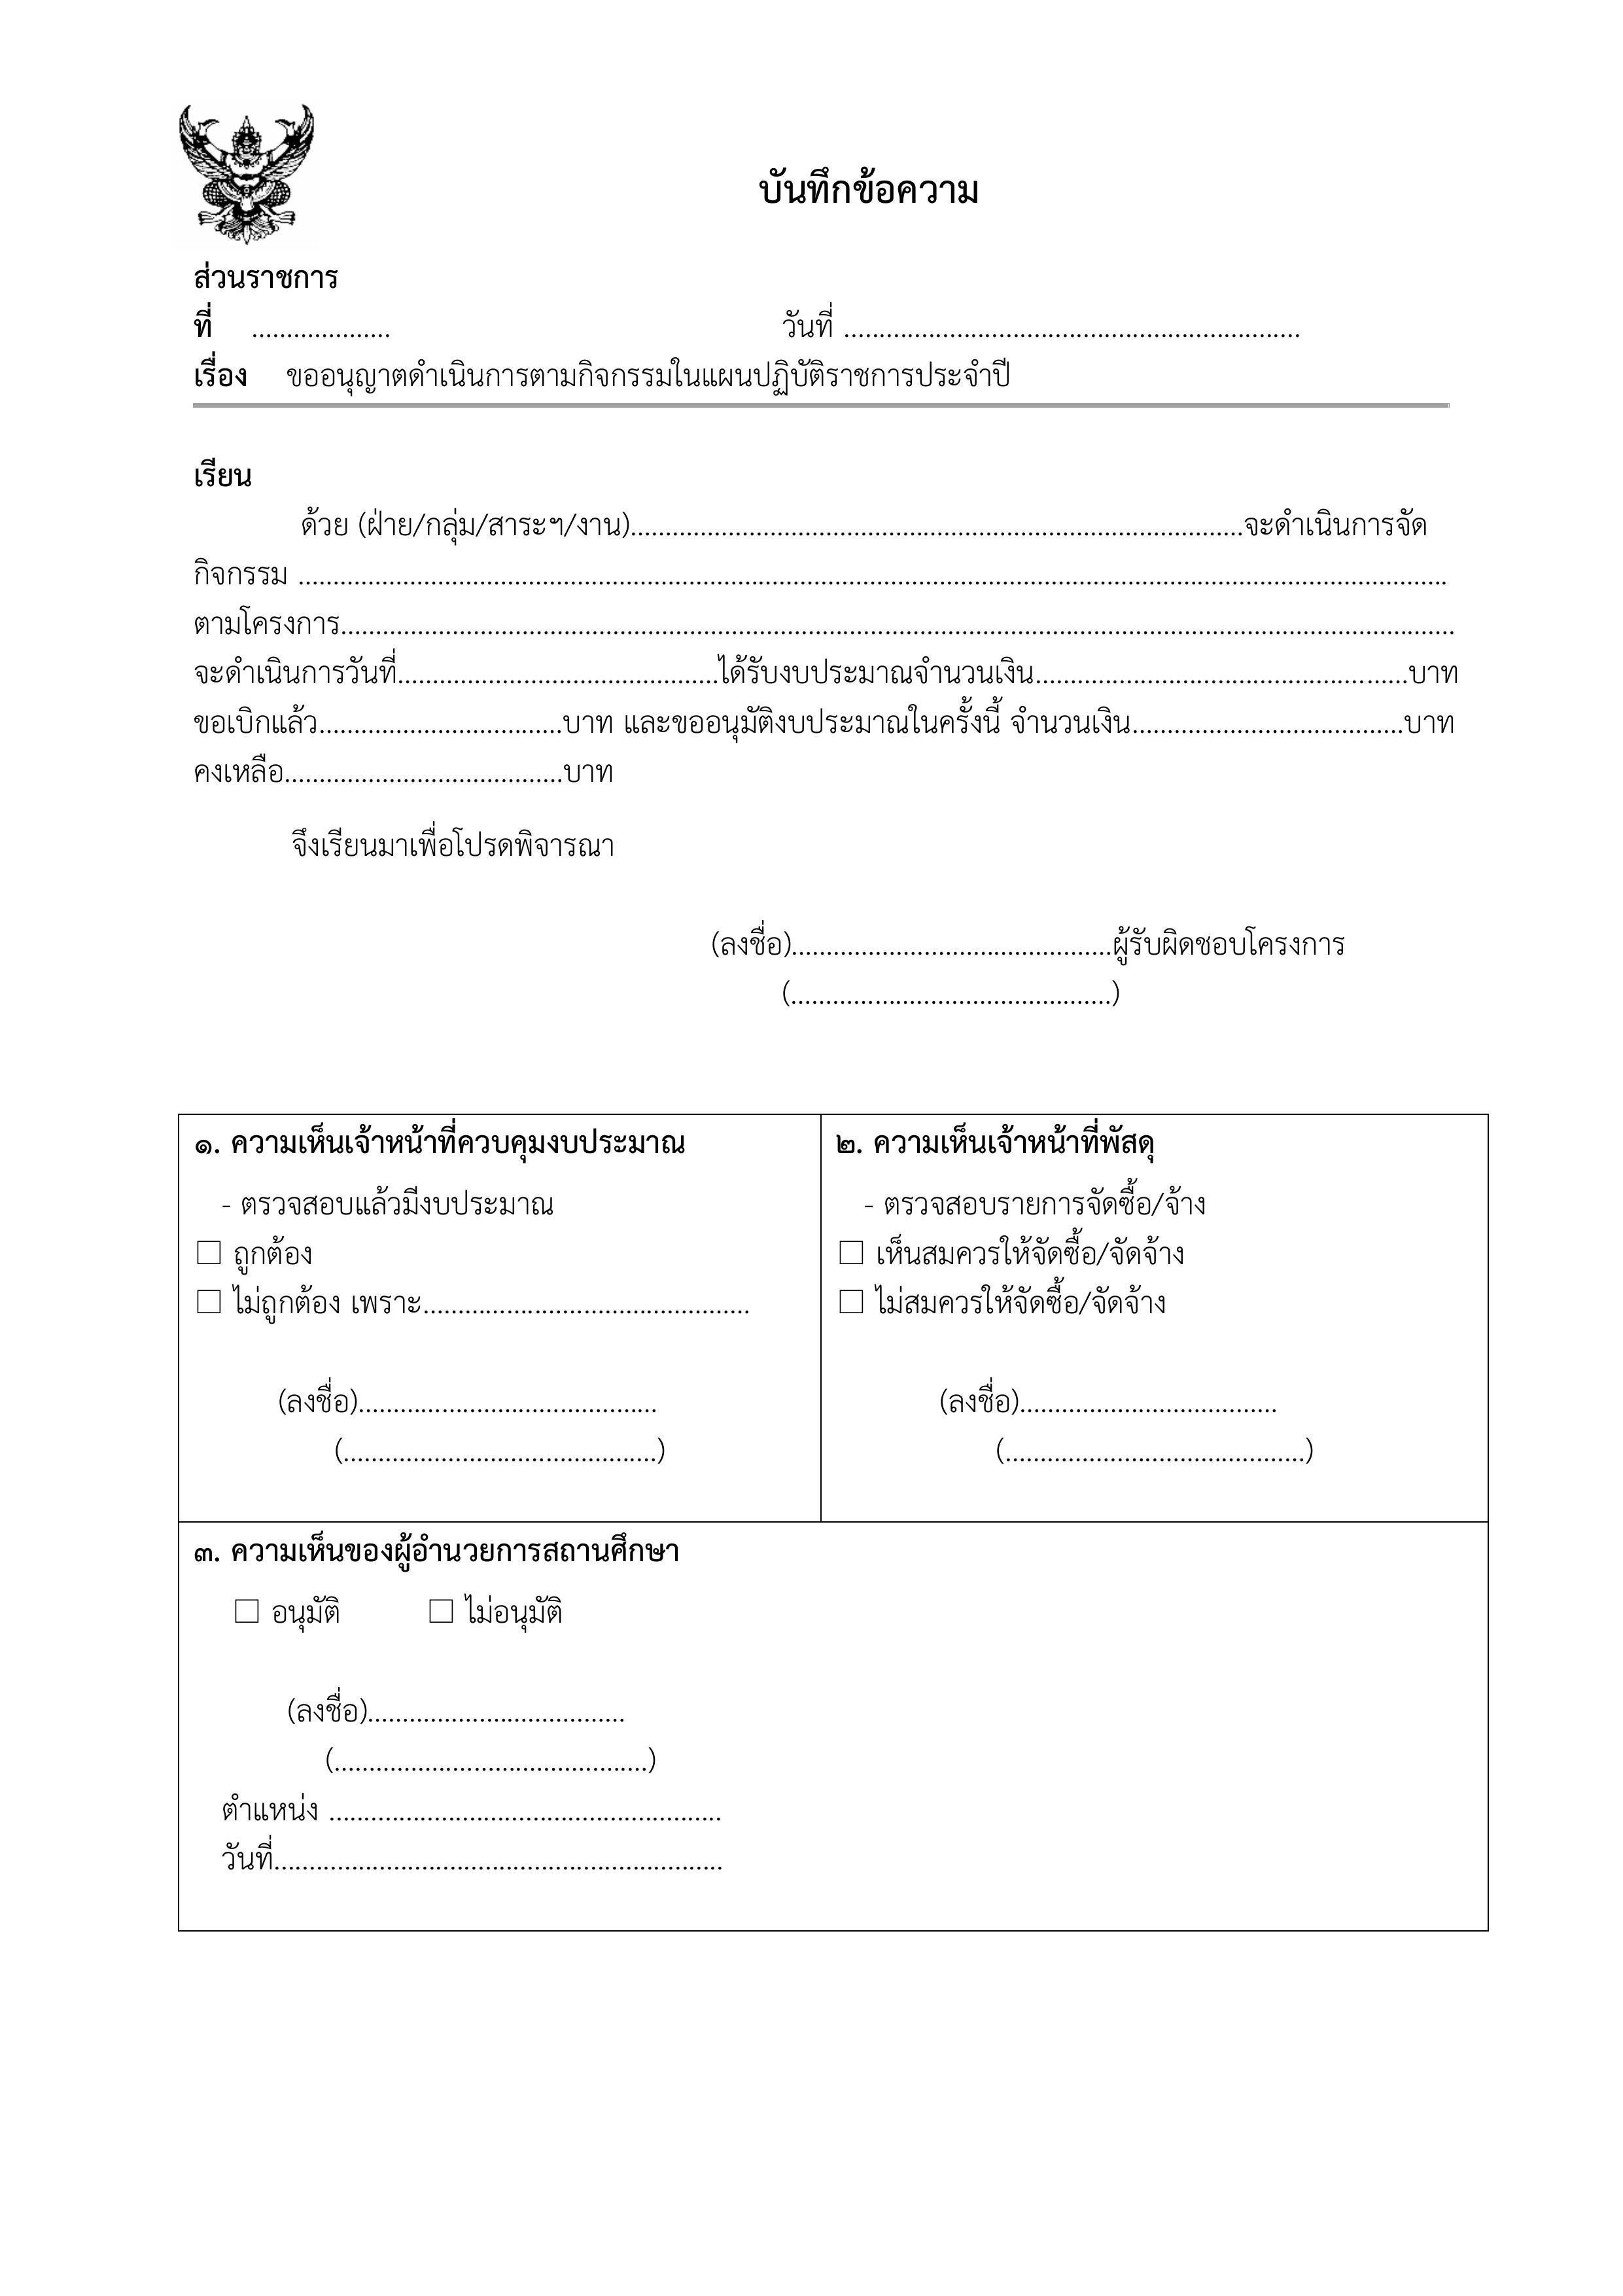 บันทึกข้อความ
ส่วนราชการ
ที่ .................... วันที่ .................................................................
เรื่อง ขออนุญาตดำเนินการตามกิจกรรมในแผนปฏิบัติราชการประจำปี
เรียน
ด้วย (ฝ่าย/กลุ่ม/สาระฯ/งาน)........................................................................................จะดำเนินการจัด
กิจกรรม .....................................................................................................................................................................
ตามโครงการ................................................................................................................................................................
จะดำเนินการวันที่..............................................ได้รับงบประมาณจำนวนเงิน......................................................บาท
ขอเบิกแล้ว...................................บาท และขออนุมัติงบประมาณในครั้งนี้ จำนวนเงิน.......................................บาท
คงเหลือ........................................บาท
จึงเรียนมาเพื่อโปรดพิจารณา
(ลงชื่อ)..............................................ผู้รับผิดชอบโครงการ
(..............................................)
๑. ความเห็นเจ้าหน้าที่ควบคุมงบประมาณ
- ตรวจสอบแล้วมีงบประมาณ
☐ ถูกต้อง
☐ ไม่ถูกต้อง เพราะ...............................................
(ลงชื่อ)...........................................
(.............................................)
๒. ความเห็นเจ้าหน้าที่พัสดุ
- ตรวจสอบรายการจัดซื้อ/จ้าง
☐ เห็นสมควรให้จัดซื้อ/จัดจ้าง
☐ ไม่สมควรให้จัดซื้อ/จัดจ้าง
(ลงชื่อ).....................................
(...........................................)
๓. ความเห็นของผู้อำนวยการสถานศึกษา
☐ อนุมัติ ☐ ไม่อนุมัติ
(ลงชื่อ).....................................
(.............................................)
ตำแหน่ง ........................................................
วันที่................................................................